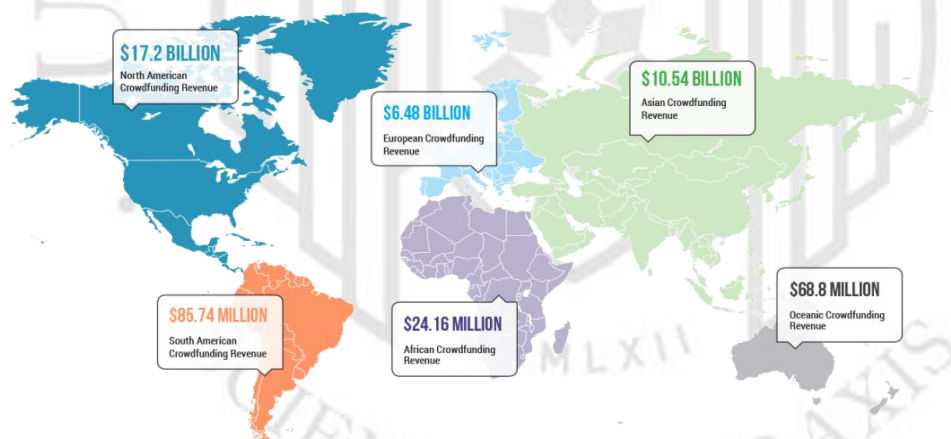 $17.2 BILLION
North American
Crowdfunding Revenue
$6.48 BILLION
European Crowdfunding
Revenue
$10.54 BILLION
Asian Crowdfunding
Revenue
$85.74 MILLION
South American
Crowdfunding Revenue
$24.16 MILLION
African Crowdfunding
Revenue
$68.8 MILLION
Oceanic Crowdfunding
Revenue
MLXII